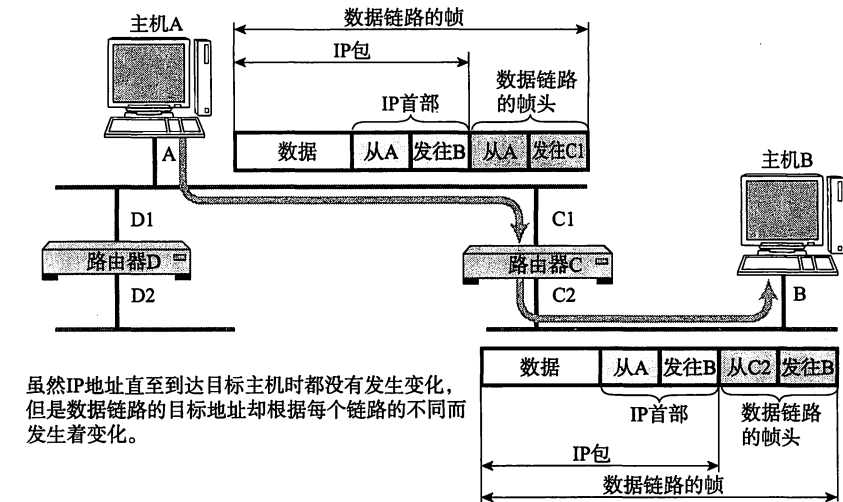 主机A
数据链路的帧
IP包
数据链路
的帧头
IP首部
数据 从A 发往B 从A 发往C1
A
主机B
D1
C1
路由器D
路由器C
D2
C2
B
数据 从A 发往B 从C2 发往B
虽然IP地址直至到达目标主机时都没有发生变化，
但是数据链路的目标地址却根据每个链路的不同而
发生着变化。
IP首部
数据链路
的帧头
IP包
数据链路的帧